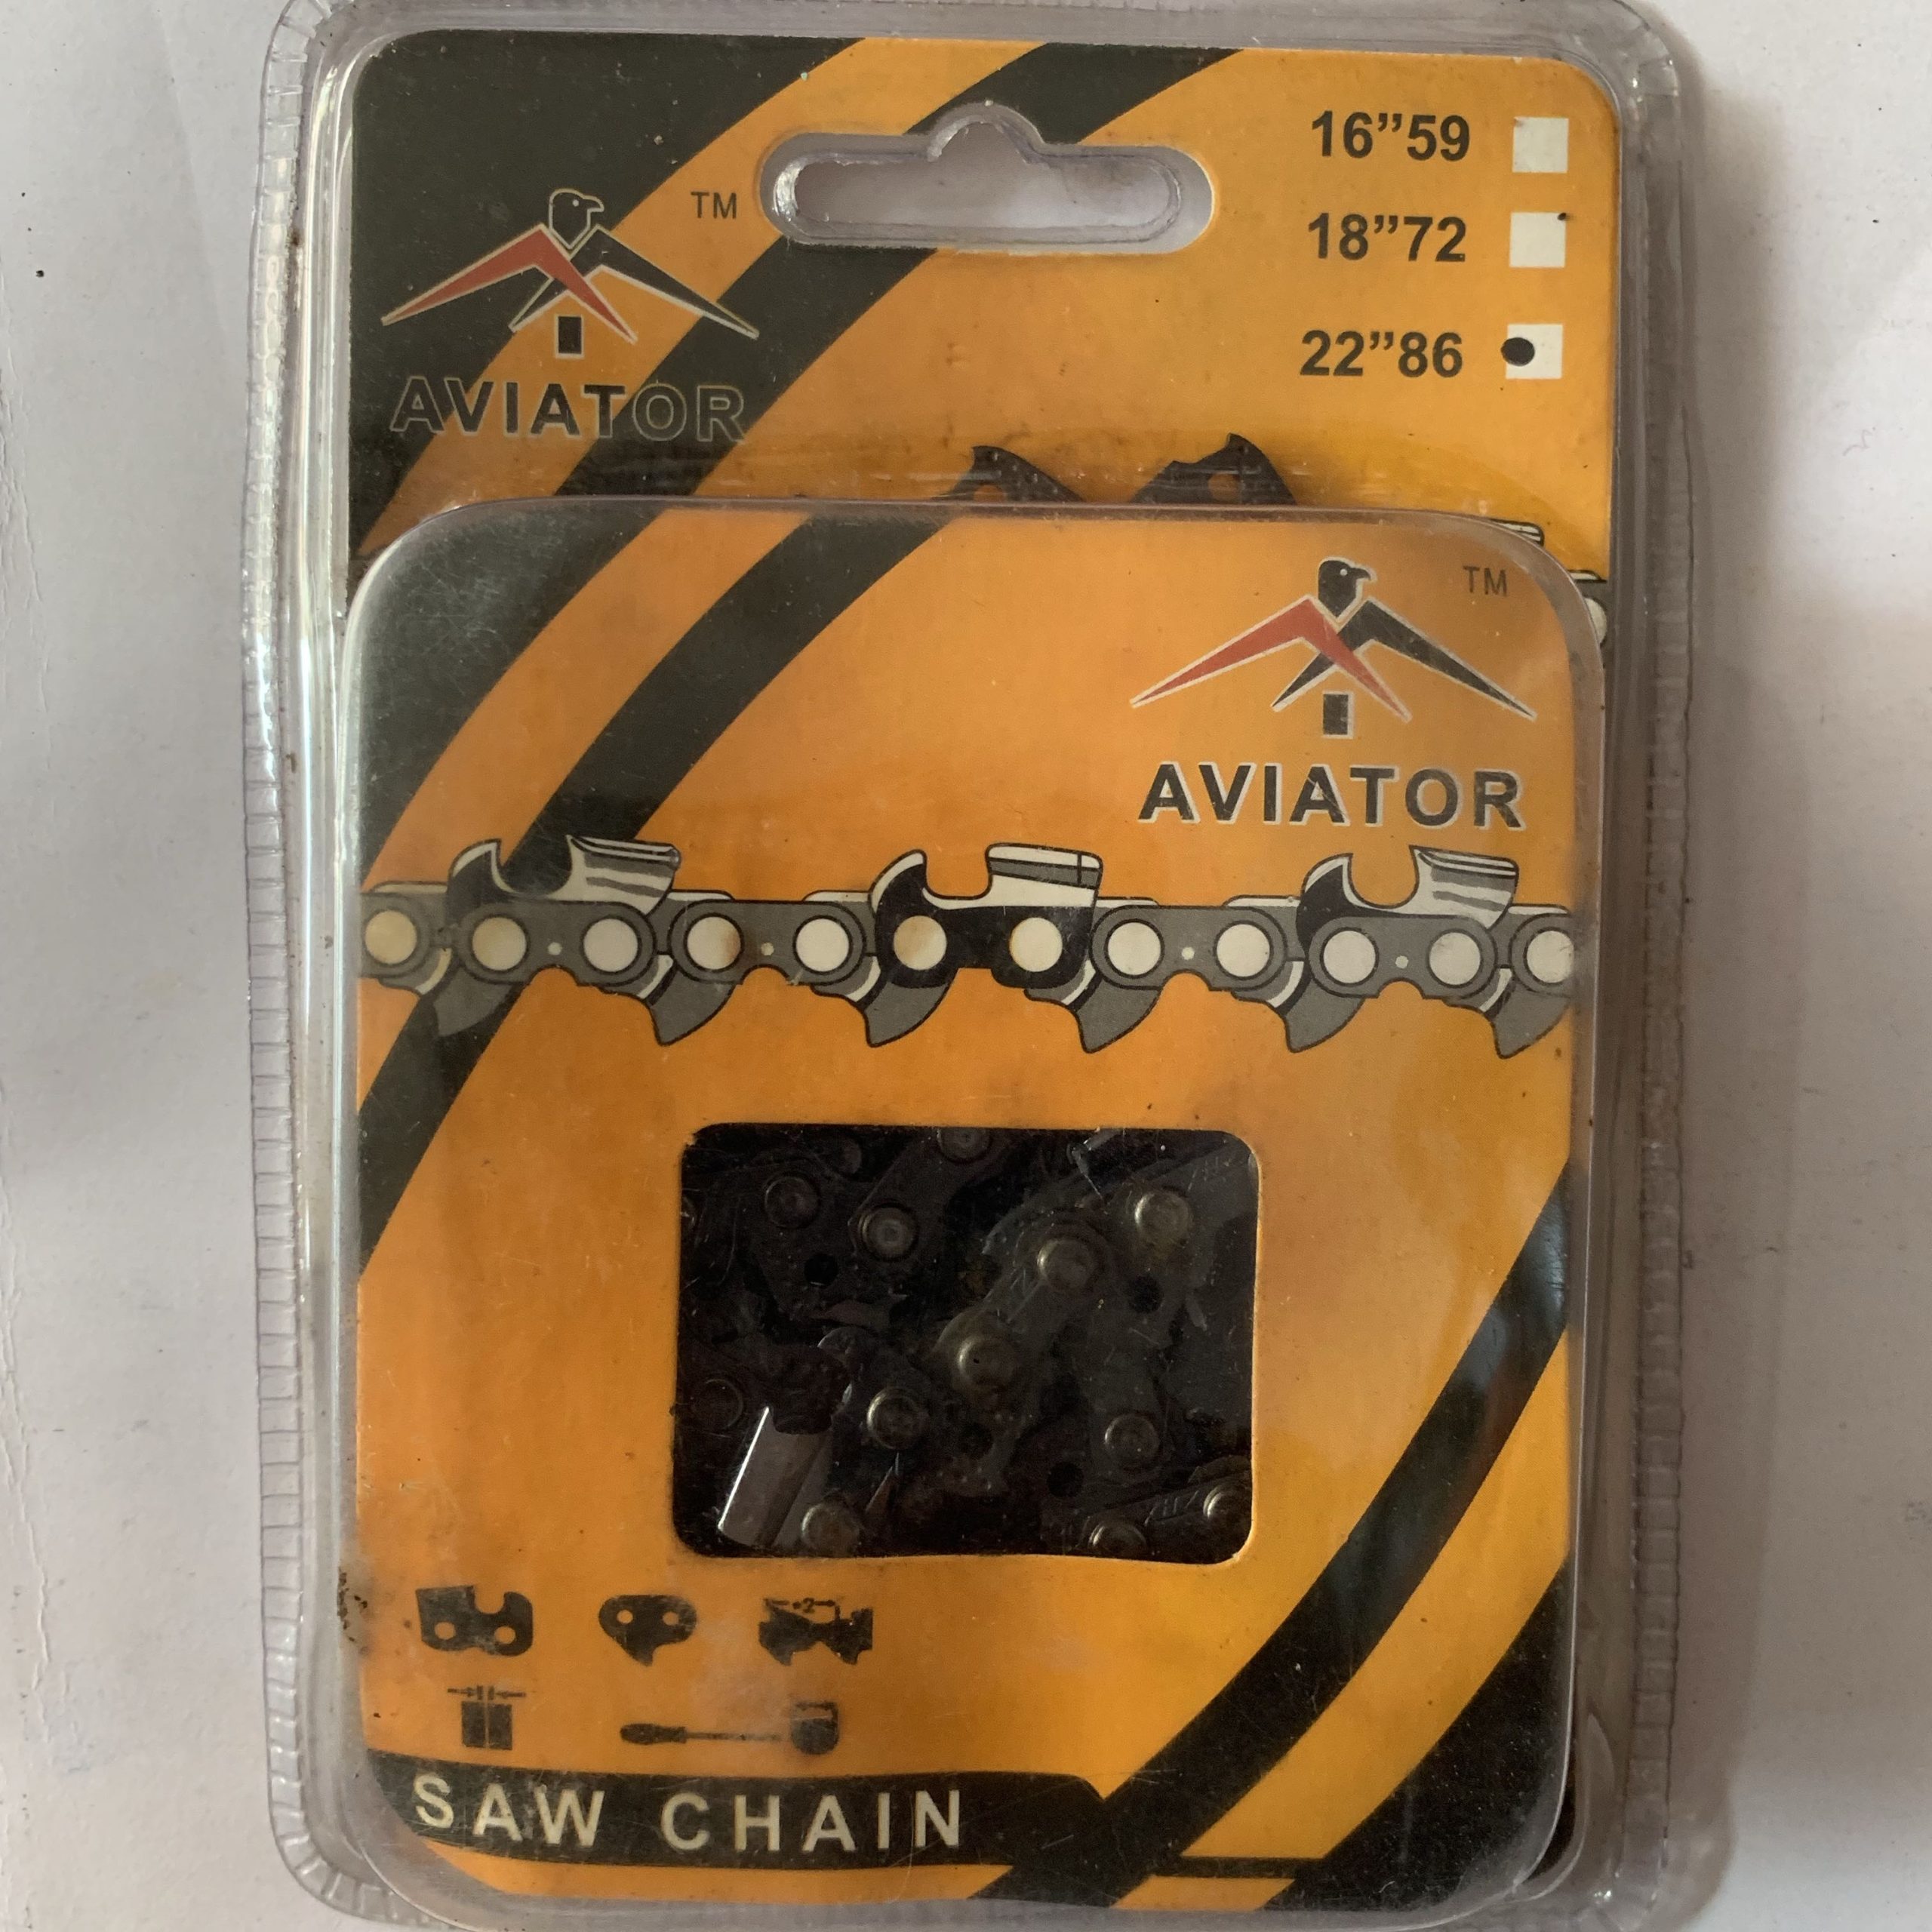 16”59
18”72
22”86
TM
AVIATOR
TM
AVIATOR
SAW CHAIN